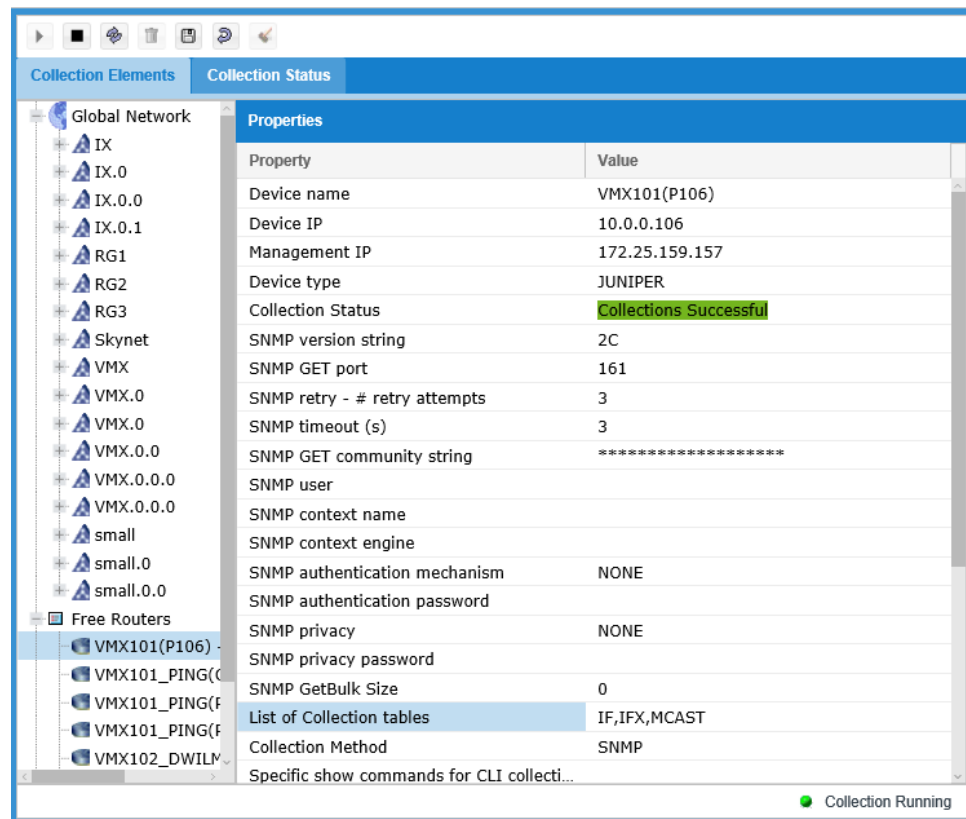 Collection Elements Collection Status
Global Network
IX
IX.0
IX.0.0
IX.0.1
RG1
RG2
RG3
Skynet
VMX
VMX.0
VMX.0
VMX.0.0
VMX.0.0.0
VMX.0.0.0
small
small.0
small.0.0
Free Routers
VMX101(P106) -
VMX101_PING(
VMX101_PING(
VMX101_PING(
VMX102_DWILM
Properties
Property Value
Device name VMX101(P106)
Device IP 10.0.0.106
Management IP 172.25.159.157
Device type JUNIPER
Collection Status Collections Successful
SNMP version string 2C
SNMP GET port 161
SNMP retry - # retry attempts 3
SNMP timeout (s) 3
SNMP GET community string *******************
SNMP user
SNMP context name
SNMP context engine
SNMP authentication mechanism NONE
SNMP authentication password
SNMP privacy NONE
SNMP privacy password
SNMP GetBulk Size 0
List of Collection tables IF,IFX,MCAST
Collection Method SNMP
Specific show commands for CLI collecti...
Collection Running